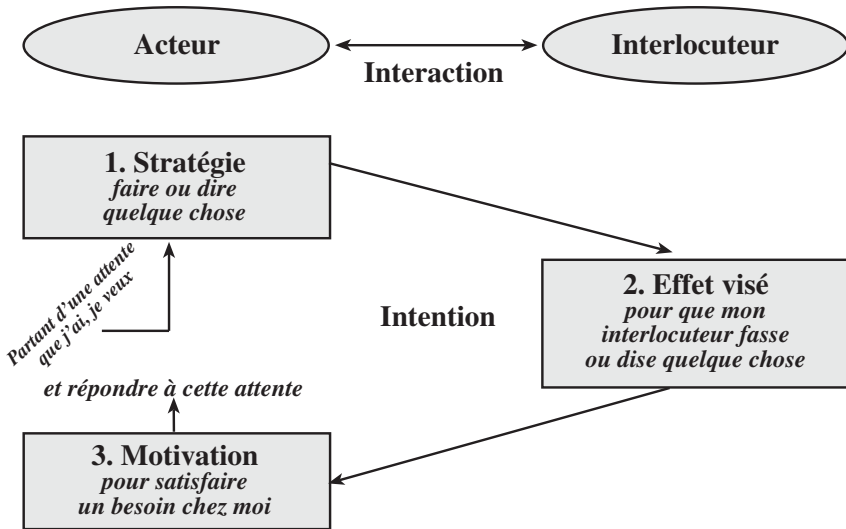 Acteur
Interlocuteur
Interaction
1. Stratégie
faire ou dire
quelque chose
Partant d'une attente
que j'ai, je veux
Intention
2. Effet visé
pour que mon
interlocuteur fasse
ou dise quelque chose
et répondre à cette attente
3. Motivation
pour satisfaire
un besoin chez moi